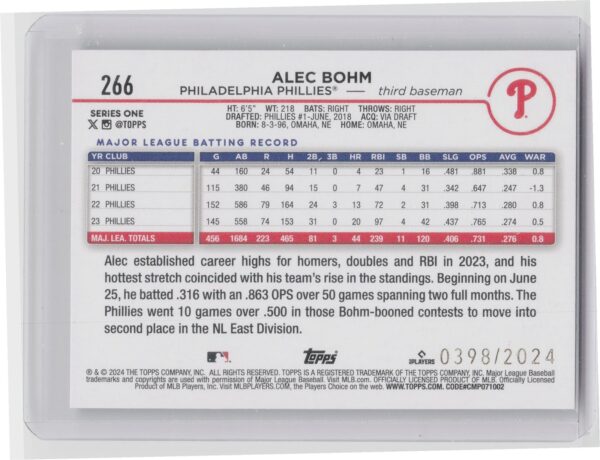 266
ALEC BOHM
PHILADELPHIA PHILLIES® — third baseman
P
SERIES ONE
@TOPPS
HT: 6'5" WT: 218 BATS: RIGHT THROWS: RIGHT
DRAFTED: PHILLIES #1-JUNE, 2018 ACQ: VIA DRAFT
BORN: 8-3-96, OMAHA, NE HOME: OMAHA, NE
MAJOR LEAGUE BATTING RECORD
YR CLUB G AB R H 2B 3B HR RBI SB BB SLG OPS AVG WAR
20 PHILLIES 44 160 24 54 11 0 4 23 1 16 .481 .881 .338 0.8
21 PHILLIES 115 380 46 94 15 0 7 47 4 31 .342 .647 .247 -1.3
22 PHILLIES 152 586 79 164 24 3 13 72 2 31 .398 .713 .280 0.8
23 PHILLIES 145 558 74 153 31 0 20 97 4 42 .437 .765 .274 0.5
MAJ. LEA. TOTALS 456 1684 223 465 81 3 44 239 11 120 .406 .731 .276 0.8
Alec established career highs for homers, doubles and RBI in 2023, and his
hottest stretch coincided with his team's rise in the standings. Beginning on June
25, he batted .316 with an .863 OPS over 50 games spanning two full months. The
Phillies went 10 games over .500 in those Bohm-booned contests to move into
second place in the NL East Division.
Topps
PLAYERS
0398/2024
® & © 2024 THE TOPPS COMPANY, INC. ALL RIGHTS RESERVED. TOPPS IS A REGISTERED TRADEMARK OF THE TOPPS COMPANY, INC. Major League Baseball
trademarks and copyrights are used with permission of Major League Baseball. Visit MLB.com. OFFICIALLY LICENSED PRODUCT OF MLB. Officially Licensed
Product of MLB Players, Inc. Visit MLBPLAYERS.COM, the Players Choice on the web. WWW.TOPPS.COM. CODE#CMP071002